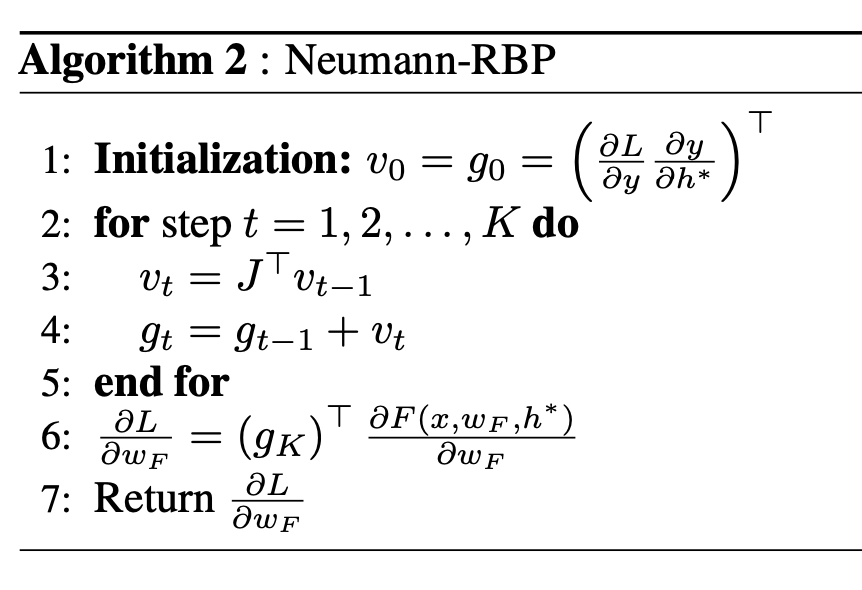 Algorithm 2 : Neumann-RBP
1: Initialization: $v_0 = g_0 = \left( \frac{\partial L}{\partial y} \frac{\partial y}{\partial h^*} \right)^\top$
2: for step $t = 1, 2, \ldots, K$ do
3: $v_t = J^\top v_{t-1}$
4: $g_t = g_{t-1} + v_t$
5: end for
6: $\frac{\partial L}{\partial w_F} = (g_K)^\top \frac{\partial F(x, w_F, h^*)}{\partial w_F}$
7: Return $\frac{\partial L}{\partial w_F}$